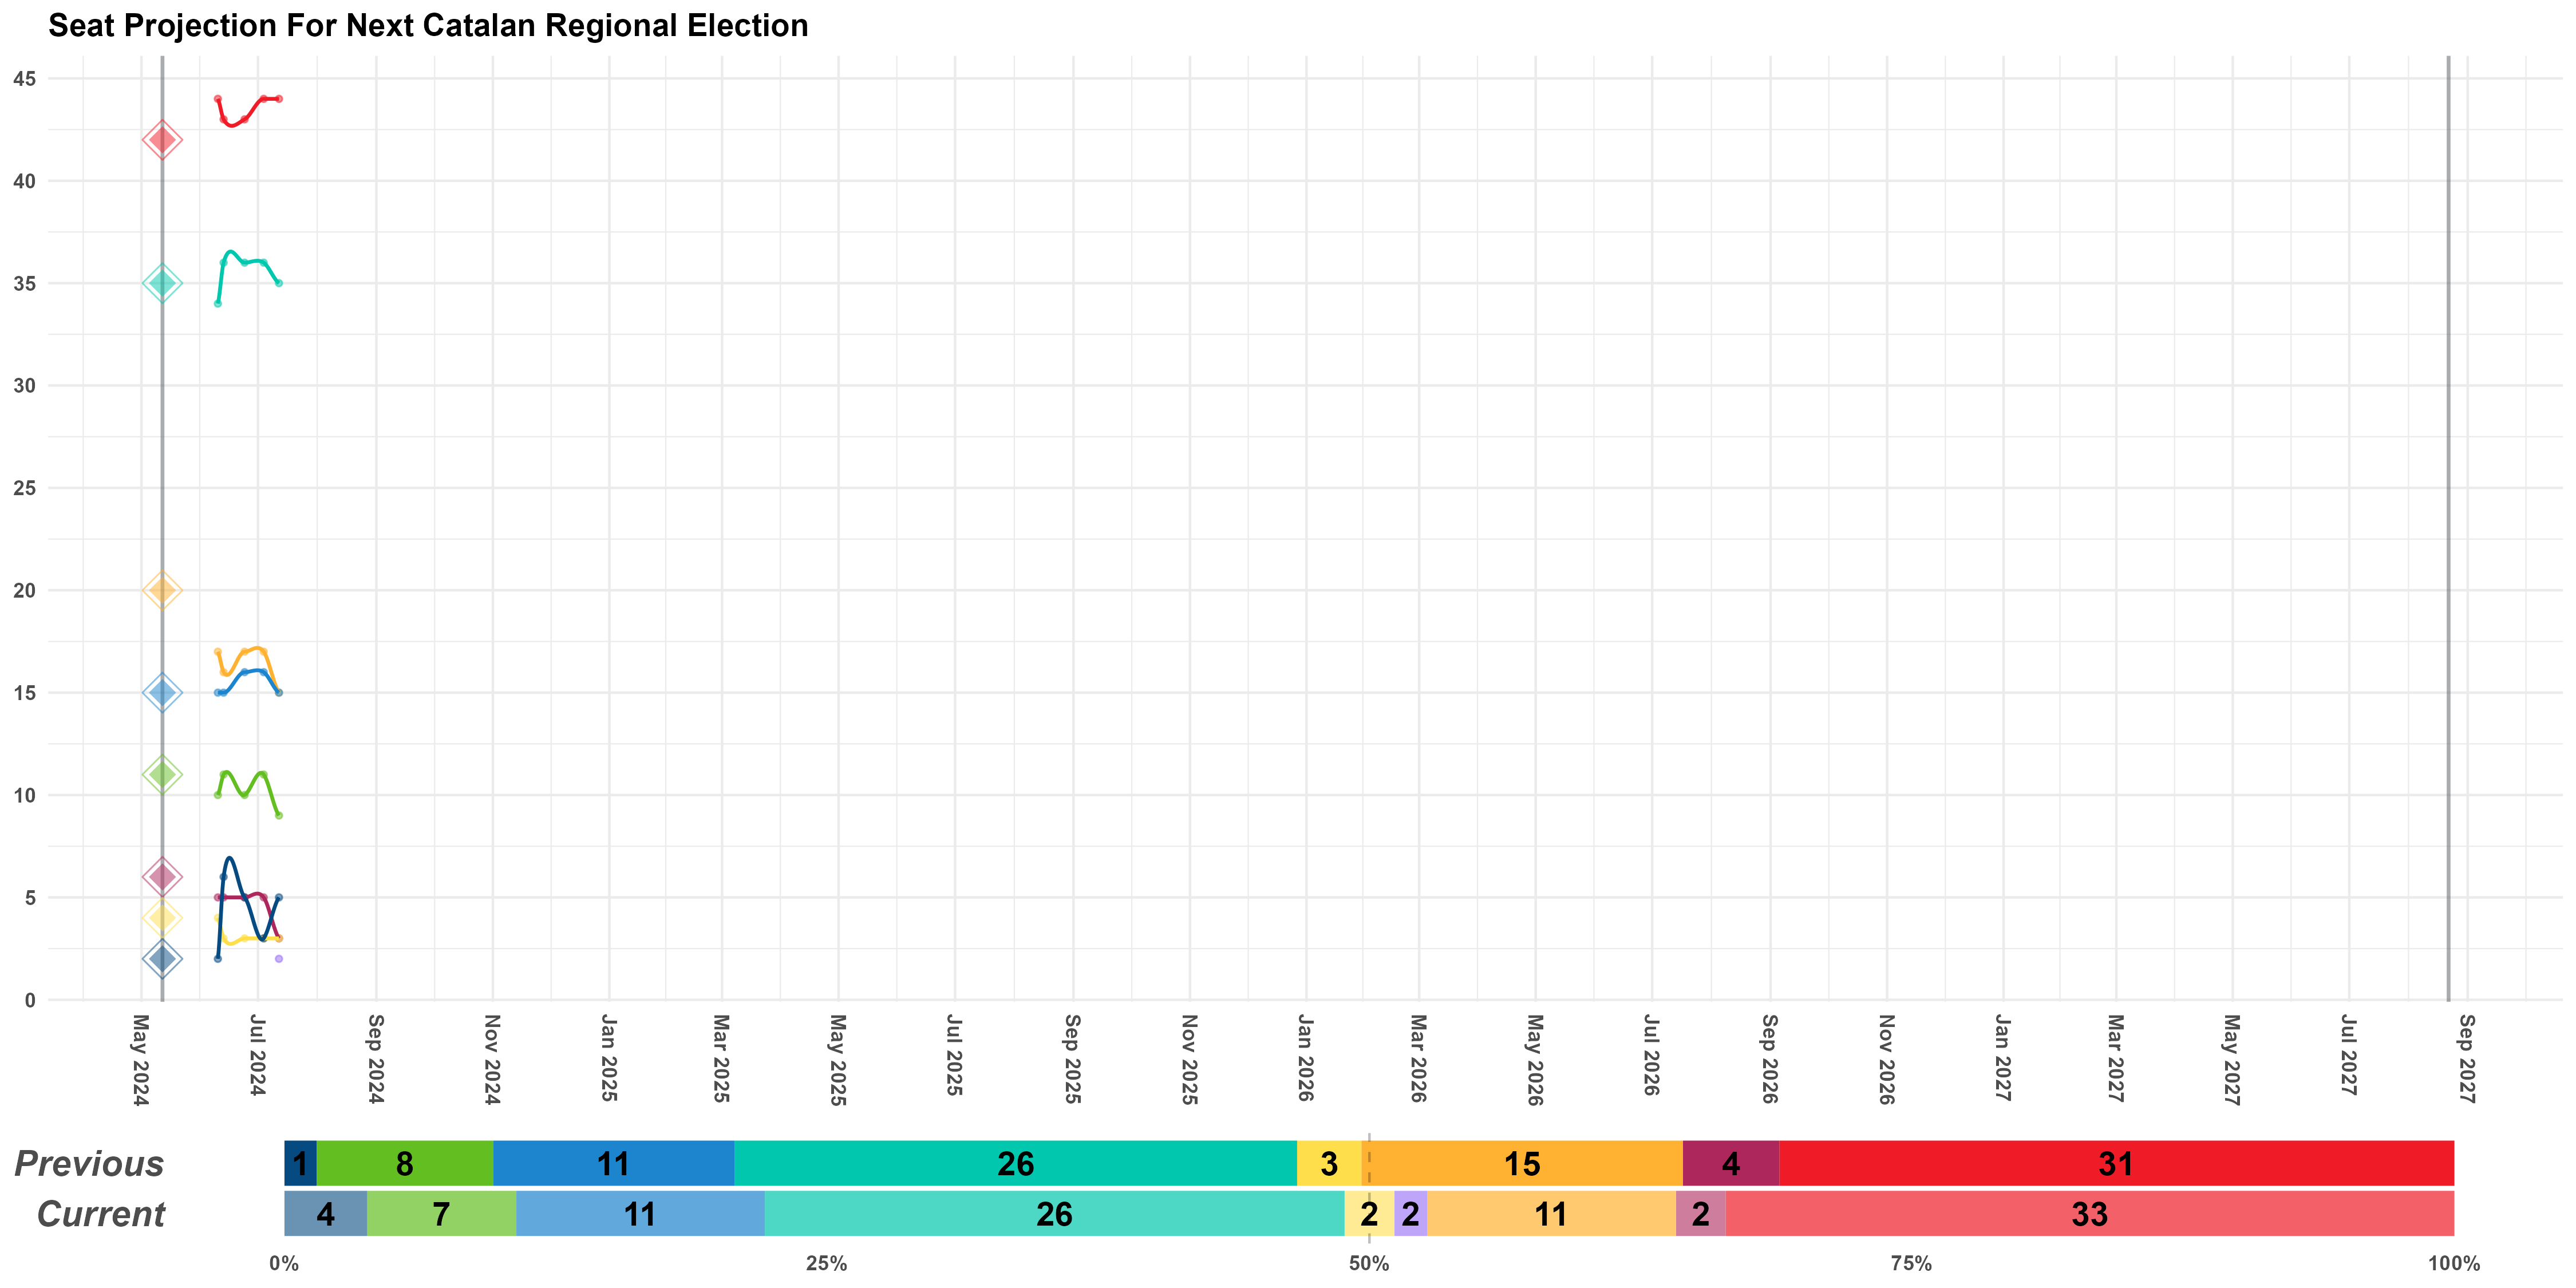 Seat Projection For Next Catalan Regional Election
45
40
35
30
25
20
15
10
5
0
May 2024
Jul 2024
Sep 2024
Nov 2024
Jan 2025
Mar 2025
May 2025
Jul 2025
Sep 2025
Nov 2025
Jan 2026
Mar 2026
May 2026
Jul 2026
Sep 2026
Nov 2026
Jan 2027
Mar 2027
May 2027
Jul 2027
Sep 2027
Previous 1 8 11 26 3 15 4 31
Current 4 7 11 26 2 2 11 2 33
0% 25% 50% 75% 100%